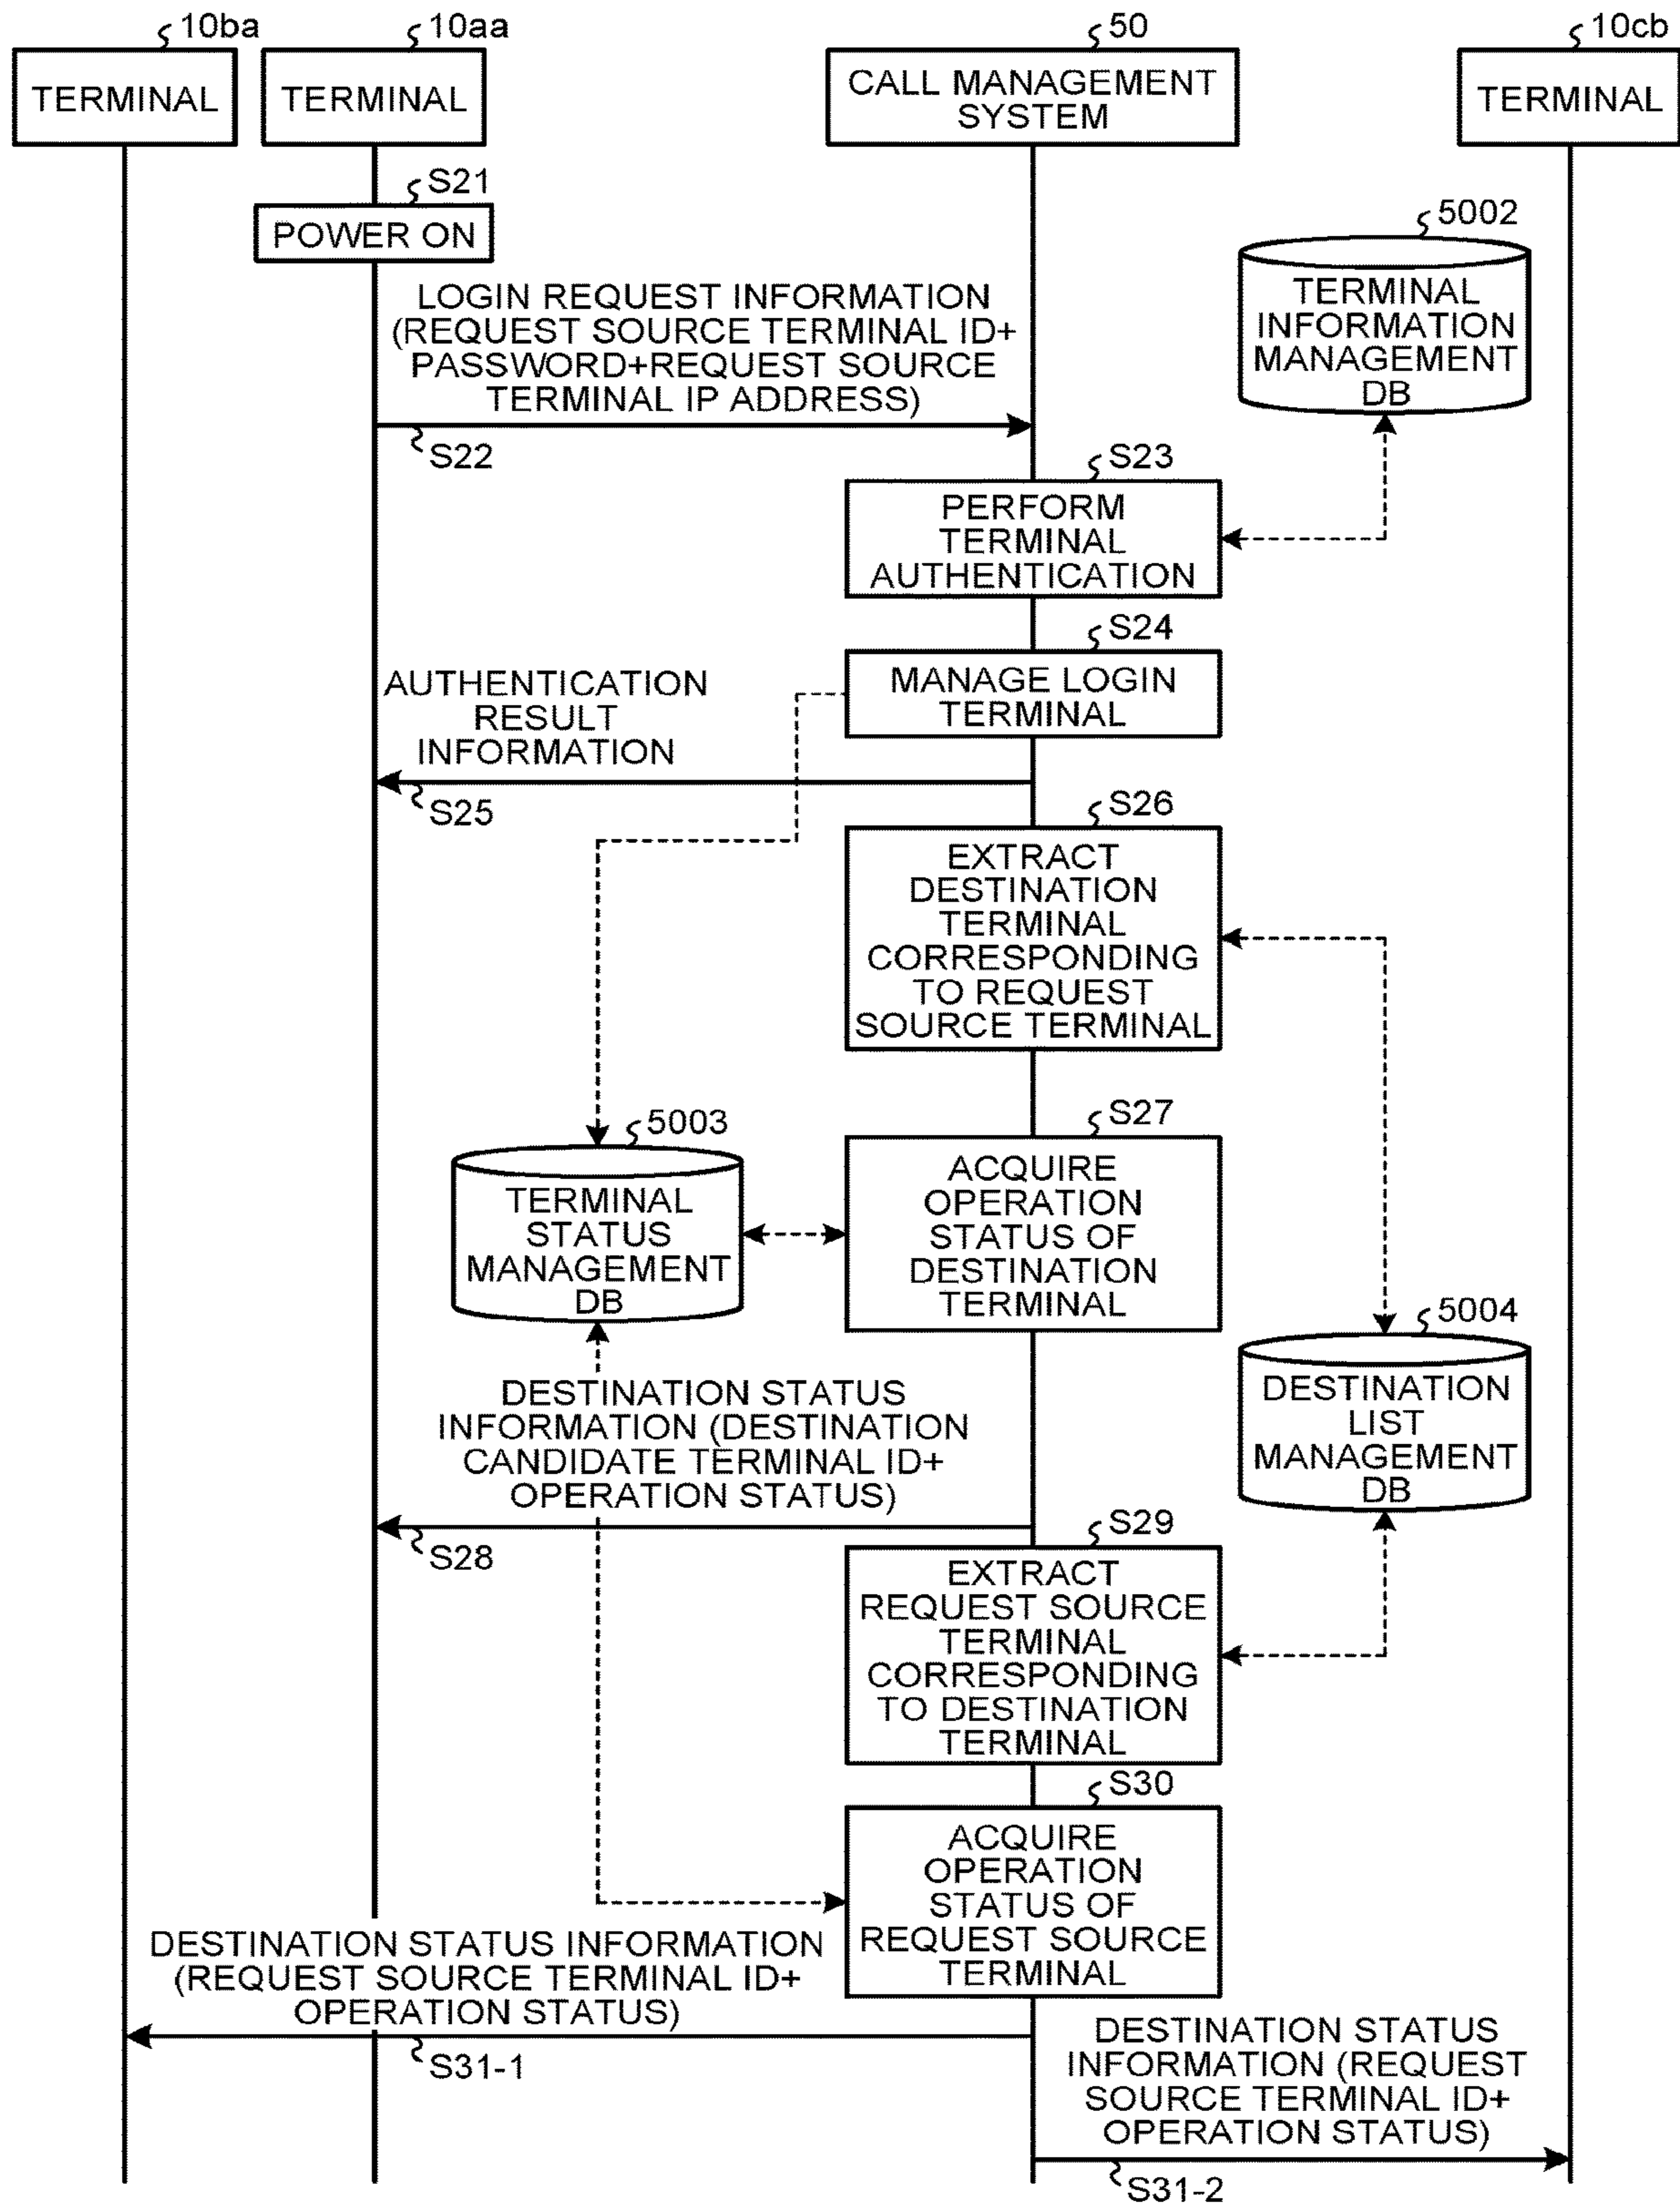 10ba
10aa
50
10cb
TERMINAL
TERMINAL
CALL MANAGEMENT
SYSTEM
TERMINAL
S21
POWER ON
5002
TERMINAL
INFORMATION
MANAGEMENT
DB
LOGIN REQUEST INFORMATION
(REQUEST SOURCE TERMINAL ID+
PASSWORD+REQUEST SOURCE
TERMINAL IP ADDRESS)
S22
S23
PERFORM
TERMINAL
AUTHENTICATION
S24
MANAGE LOGIN
TERMINAL
AUTHENTICATION
RESULT
INFORMATION
S25
S26
EXTRACT
DESTINATION
TERMINAL
CORRESPONDING
TO REQUEST
SOURCE TERMINAL
S27
ACQUIRE
OPERATION
STATUS OF
DESTINATION
TERMINAL
5003
TERMINAL
STATUS
MANAGEMENT
DB
5004
DESTINATION
LIST
MANAGEMENT
DB
DESTINATION STATUS
INFORMATION (DESTINATION
CANDIDATE TERMINAL ID+
OPERATION STATUS)
S28
S29
EXTRACT
REQUEST SOURCE
TERMINAL
CORRESPONDING
TO DESTINATION
TERMINAL
S30
ACQUIRE
OPERATION
STATUS OF
REQUEST SOURCE
TERMINAL
DESTINATION STATUS INFORMATION
(REQUEST SOURCE TERMINAL ID+
OPERATION STATUS)
S31-1
DESTINATION STATUS
INFORMATION (REQUEST
SOURCE TERMINAL ID+
OPERATION STATUS)
S31-2